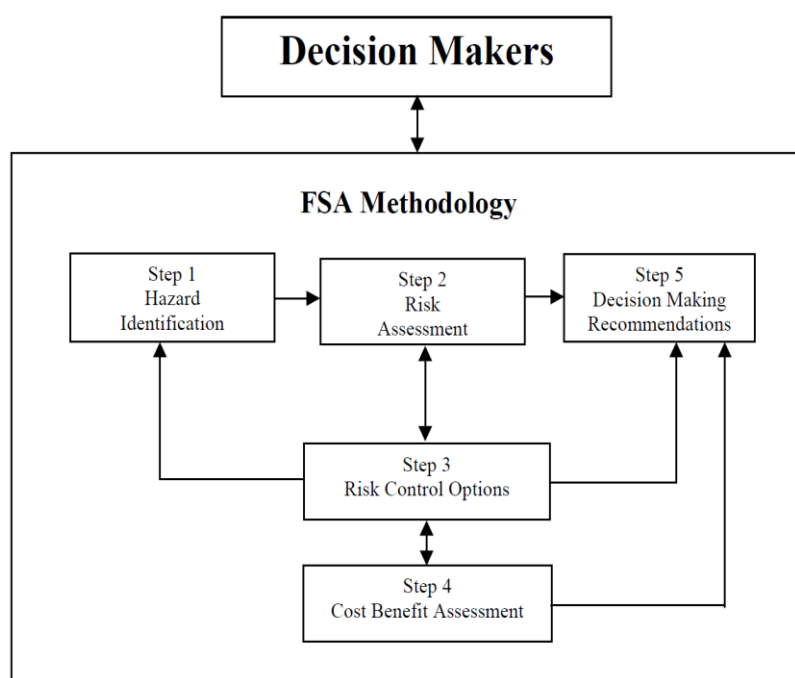 Decision Makers
FSA Methodology
Step 1
Hazard
Identification
Step 2
Risk
Assessment
Step 5
Decision Making
Recommendations
Step 3
Risk Control Options
Step 4
Cost Benefit Assessment